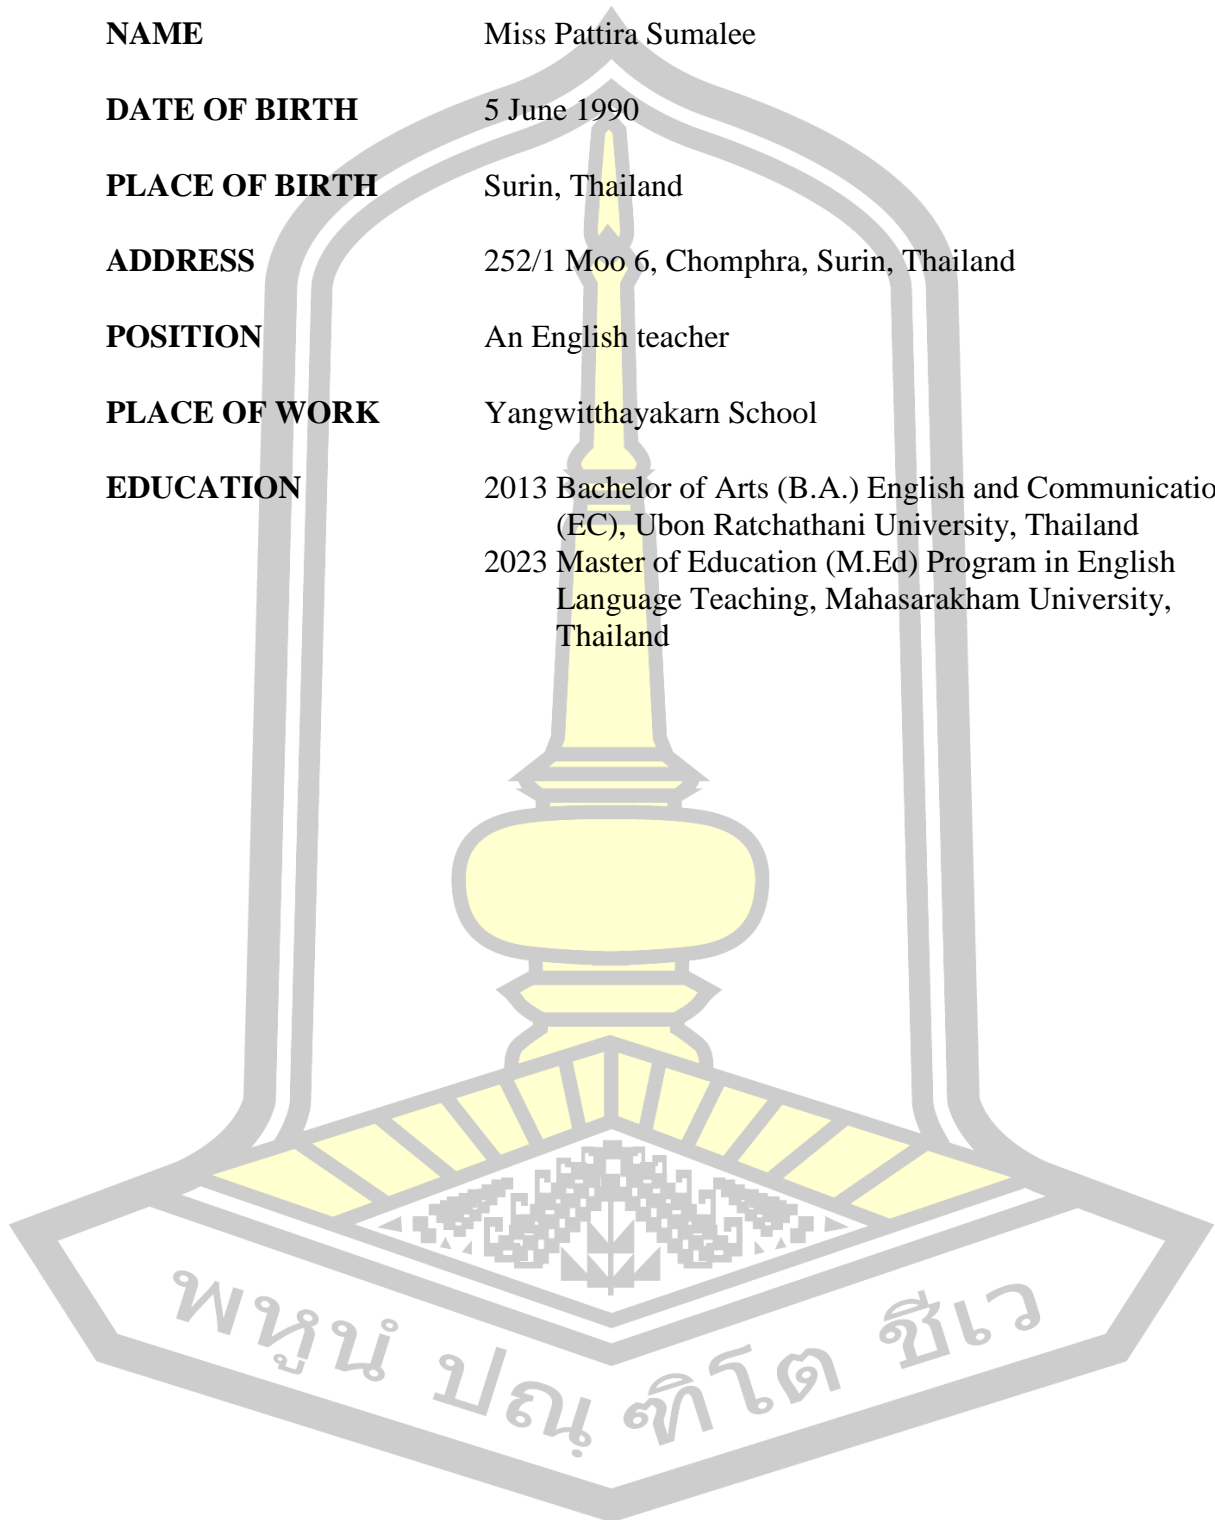 NAME Miss Pattira Sumalee
DATE OF BIRTH 5 June 1990
PLACE OF BIRTH Surin, Thailand
ADDRESS 252/1 Moo 6, Chomphra, Surin, Thailand
POSITION An English teacher
PLACE OF WORK Yangwitthayakarn School
EDUCATION 2013 Bachelor of Arts (B.A.) English and Communicatio
(EC), Ubon Ratchathani University, Thailand
2023 Master of Education (M.Ed) Program in English
Language Teaching, Mahasarakham University,
Thailand
พหูนํ ปณฺฑิโต ชีเว